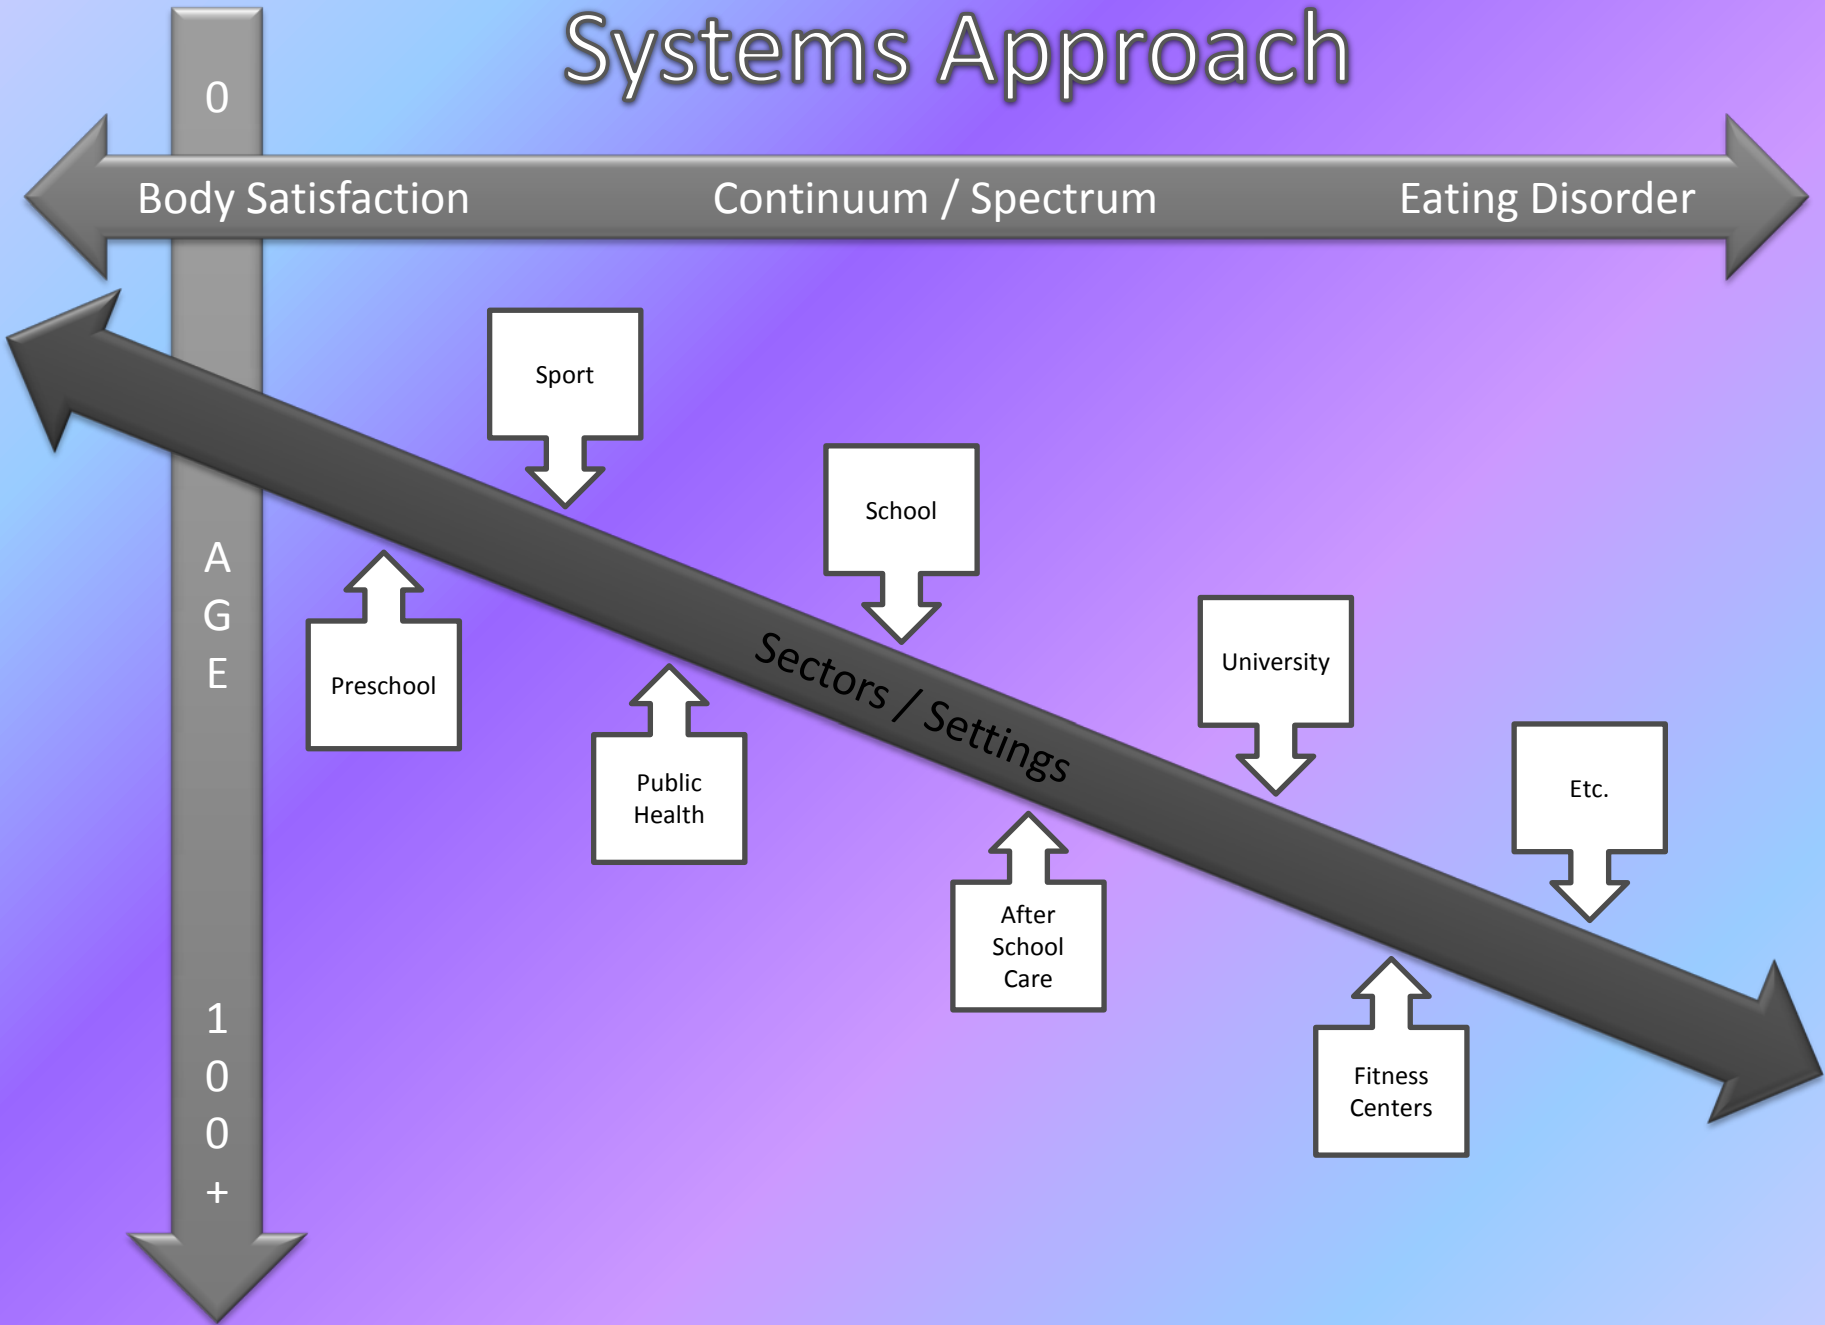 Systems Approach
0
Body Satisfaction Continuum / Spectrum Eating Disorder
A
G
E
1
0
0
+
Sport
School
Sectors / Settings
University
Etc.
Preschool
Public
Health
After
School
Care
Fitness
Centers